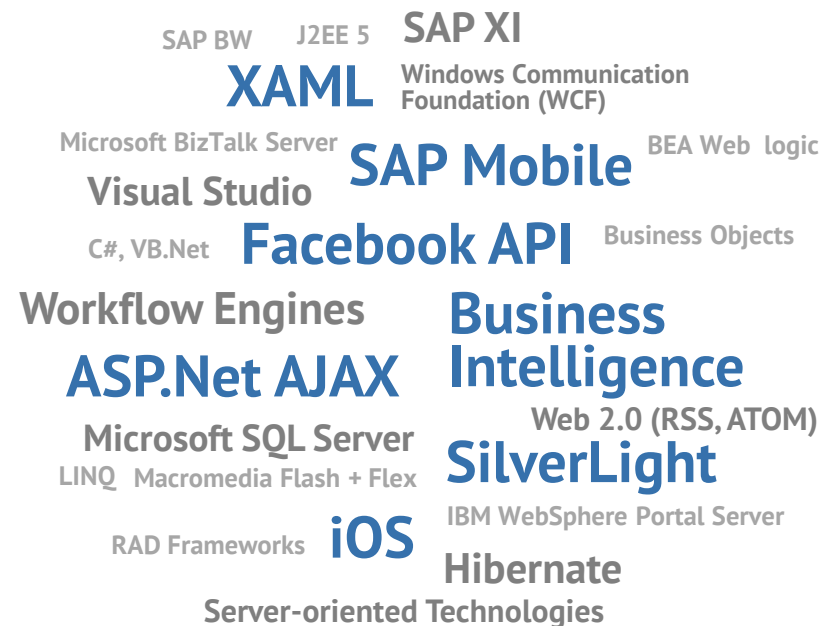 SAP BW J2EE 5 SAP XI
XAML Windows Communication
Foundation (WCF)
Microsoft BizTalk Server SAP Mobile BEA Web logic
Visual Studio
C#, VB.Net Facebook API Business Objects
Workflow Engines Business
Intelligence
ASP.Net AJAX
Web 2.0 (RSS, ATOM)
Microsoft SQL Server
SilverLight
LINQ Macromedia Flash + Flex
IBM WebSphere Portal Server
RAD Frameworks iOS
Hibernate
Server-oriented Technologies